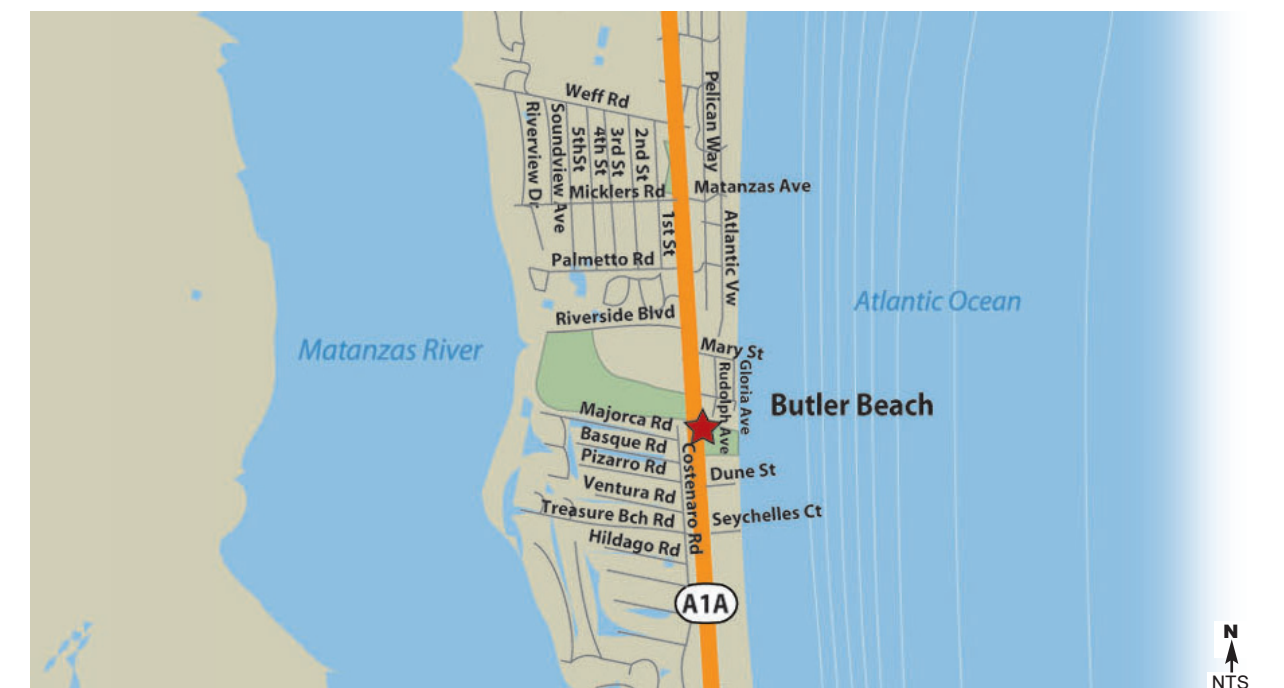 Weff Rd
Pelican Way
Riverview Dr
Soundview Ave
5thSt
4th St
3rd St
2nd St
Micklers Rd
Matanzas Ave
1st St
Atlantic Vw
Palmetto Rd
Atlantic Ocean
Riverside Blvd
Matanzas River
Mary St
Rudolph Ave
Gloria Ave
Butler Beach
Majorca Rd
Basque Rd
Costenaro Rd
Pizarro Rd
Dune St
Ventura Rd
Treasure Bch Rd
Seychelles Ct
Hildago Rd
A1A
N
NTS